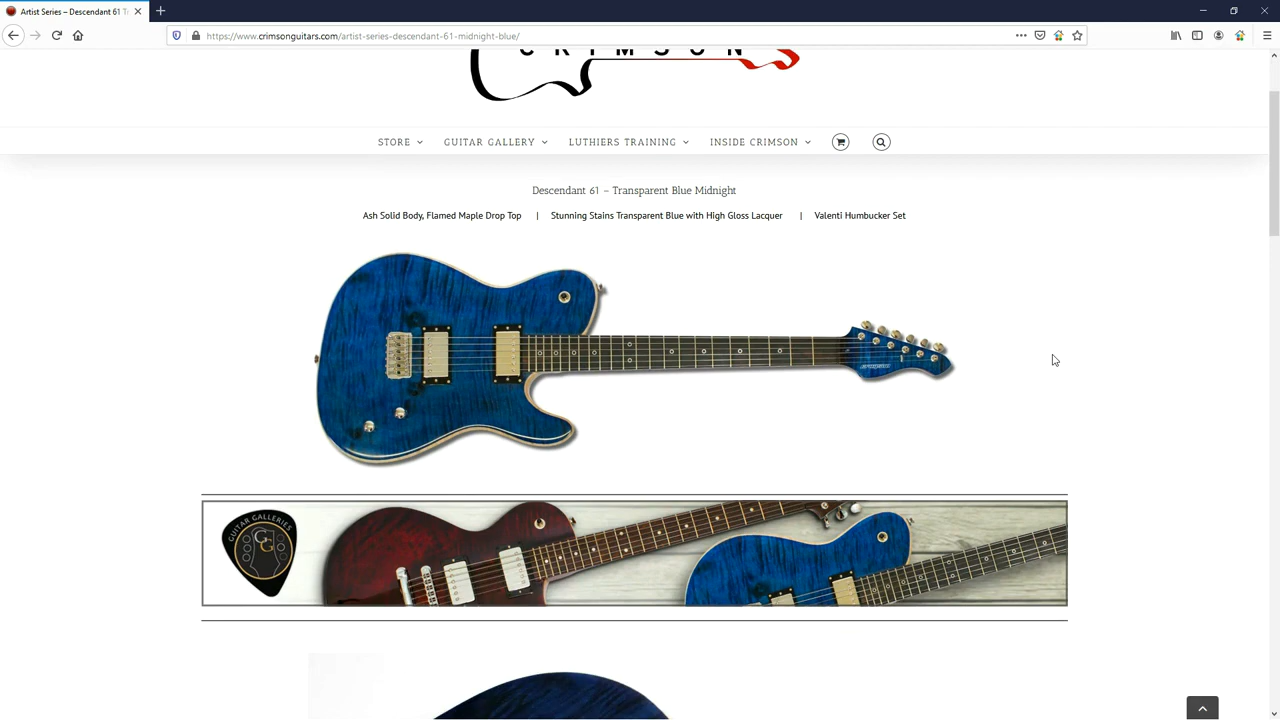 Artist Series – Descendant 61 Tr
https://www.crimsonguitars.com/artist-series-descendant-61-midnight-blue/
CRIMSON
STORE GUITAR GALLERY LUTHIERS TRAINING INSIDE CRIMSON
Descendant 61 – Transparent Blue Midnight
Ash Solid Body, Flamed Maple Drop Top | Stunning Stains Transparent Blue with High Gloss Lacquer | Valenti Humbucker Set
GUITAR GALLERIES
GG